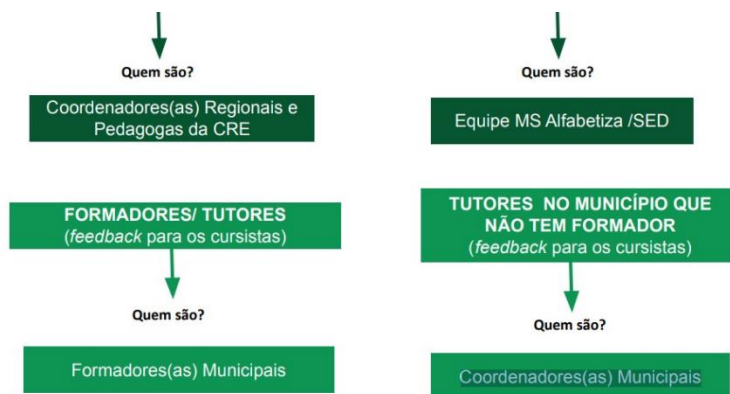 Quem são?
Coordenadores(as) Regionais e
Pedagogas da CRE
Quem são?
Equipe MS Alfabetiza /SED
FORMADORES/ TUTORES
(feedback para os cursistas)
Quem são?
Formadores(as) Municipais
TUTORES NO MUNICÍPIO QUE
NÃO TEM FORMADOR
(feedback para os cursistas)
Quem são?
Coordenadores(as) Municipais